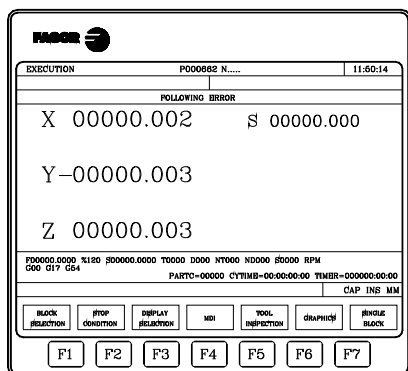 FAGOR
EXECUTION P000662 N..... 11:50:14
FOLLOWING ERROR
X 00000.002 S 00000.000
Y-00000.003
Z 00000.003
F00000.0000 %120 S00000.0000 T0000 D000 NT000 ND000 S0000 RPM
G00 G17 G54
PARTC=00000 CYTIME=00:00:00:00 TIMER=000000:00:00
CAP INS MM
BLOCK SELECTION STOP CONDITION DISPLAY SELECTION MDI TOOL INSPECTION GRAPHICS SINGLE BLOCK
F1 F2 F3 F4 F5 F6 F7